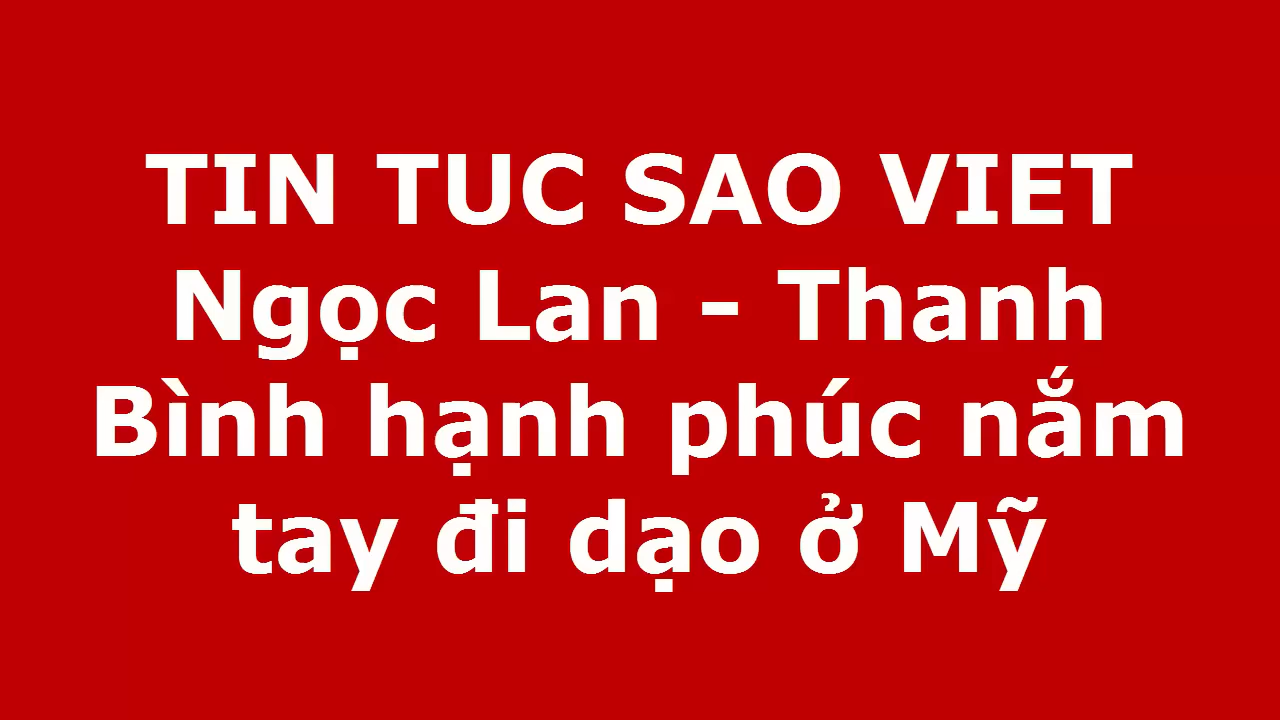 TIN TUC SAO VIET
Ngọc Lan - Thanh
Bình hạnh phúc nắm
tay đi dạo ở Mỹ